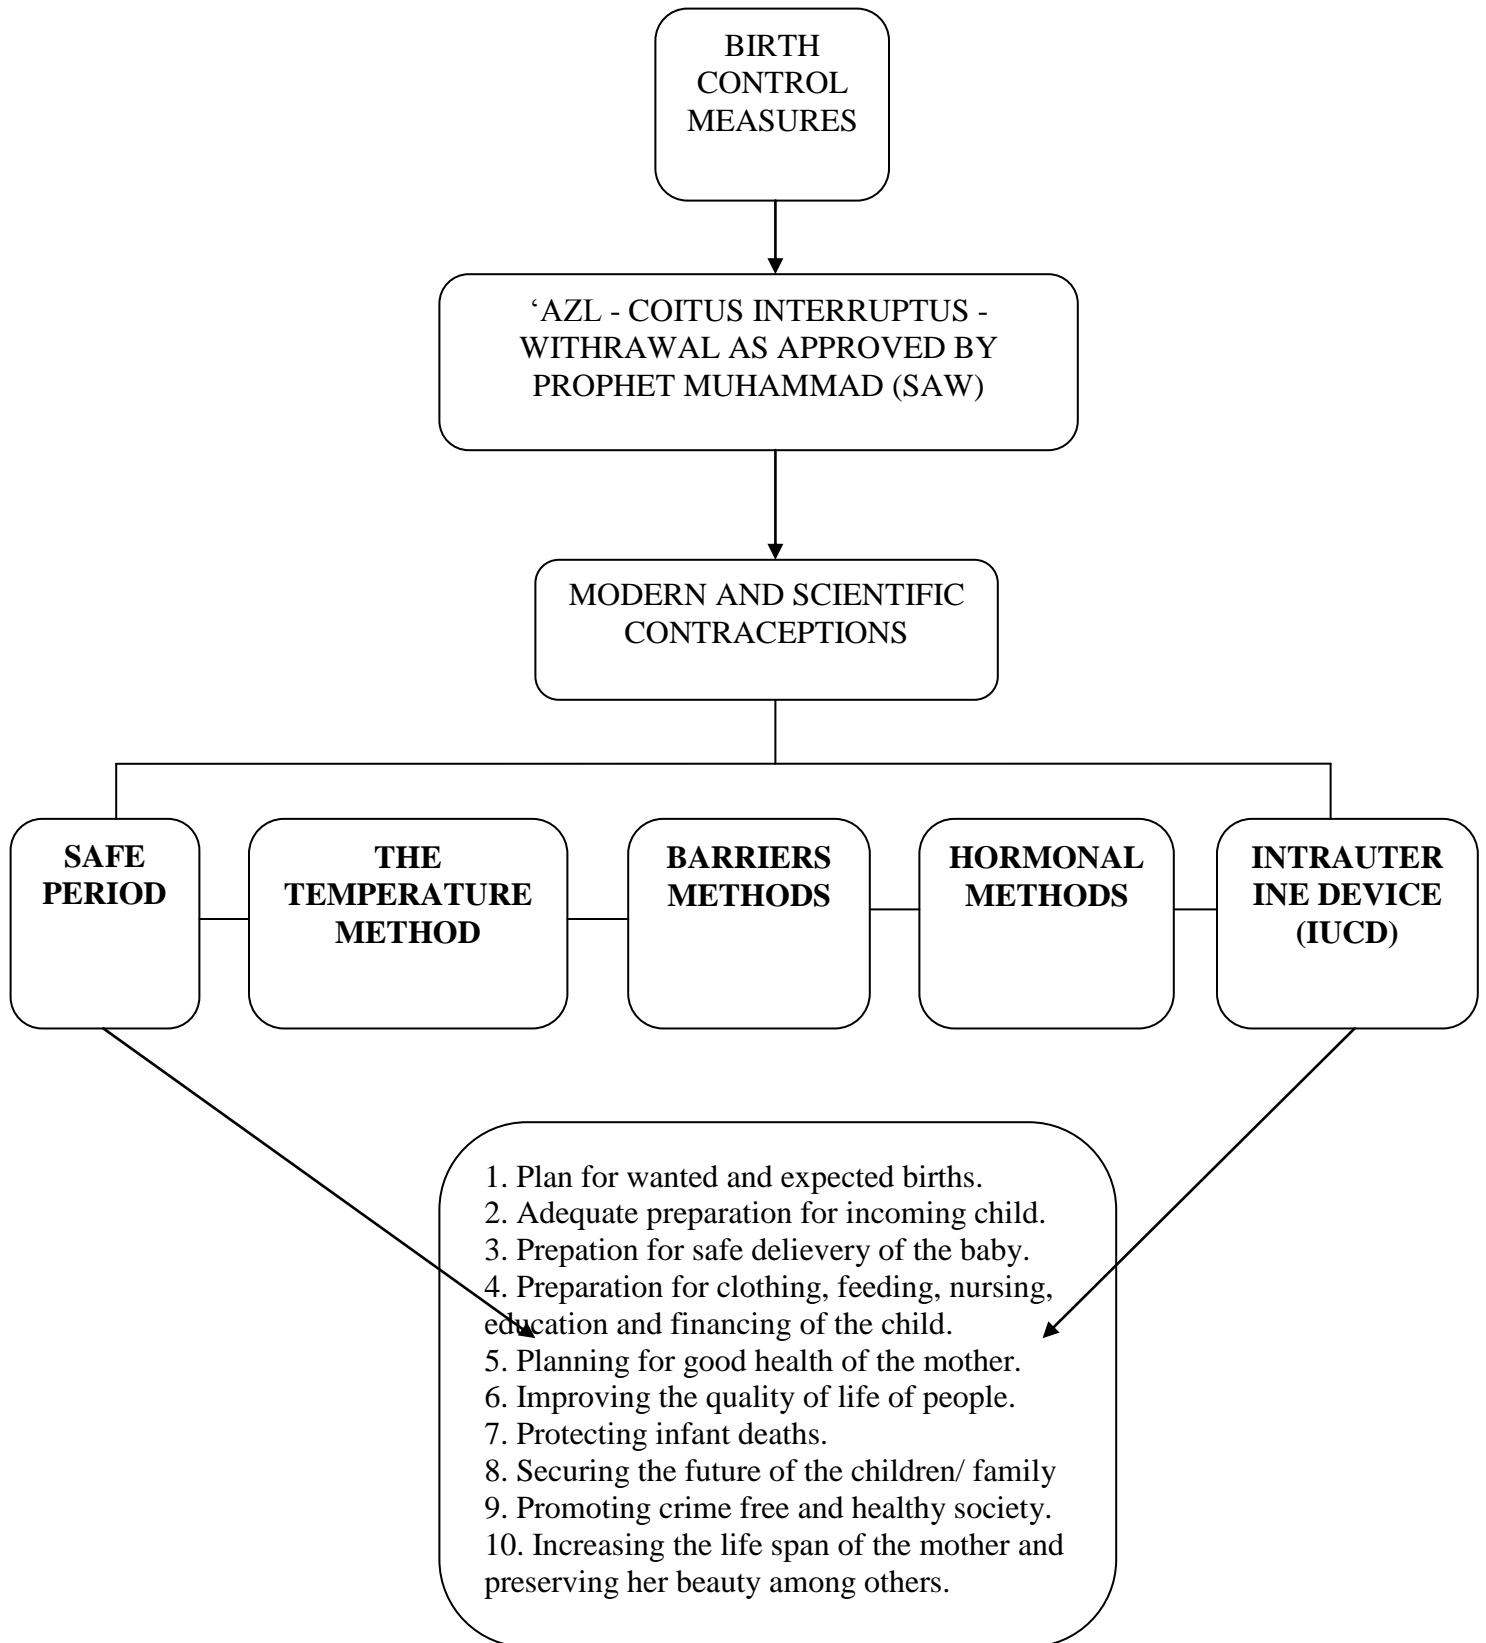 BIRTH
CONTROL
MEASURES
‘AZL - COITUS INTERRUPTUS -
WITHRAWAL AS APPROVED BY
PROPHET MUHAMMAD (SAW)
MODERN AND SCIENTIFIC
CONTRACEPTIONS
SAFE
PERIOD
THE
TEMPERATURE
METHOD
BARRIERS
METHODS
HORMONAL
METHODS
INTRAUTER
INE DEVICE
(IUCD)
1. Plan for wanted and expected births.
2. Adequate preparation for incoming child.
3. Prepation for safe delievery of the baby.
4. Preparation for clothing, feeding, nursing,
education and financing of the child.
5. Planning for good health of the mother.
6. Improving the quality of life of people.
7. Protecting infant deaths.
8. Securing the future of the children/ family
9. Promoting crime free and healthy society.
10. Increasing the life span of the mother and
preserving her beauty among others.